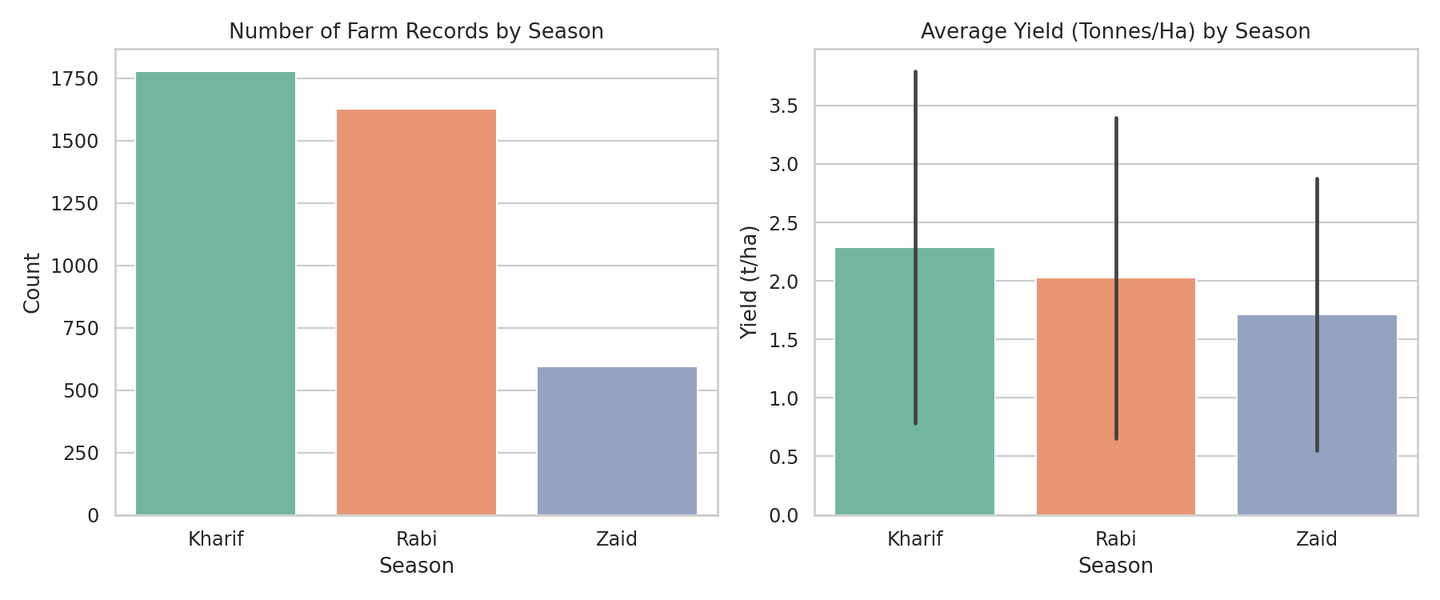 Number of Farm Records by Season
Count
1750
1500
1250
1000
750
500
250
0
Kharif Rabi Zaid
Season
Average Yield (Tonnes/Ha) by Season
Yield (t/ha)
3.5
3.0
2.5
2.0
1.5
1.0
0.5
0.0
Kharif Rabi Zaid
Season